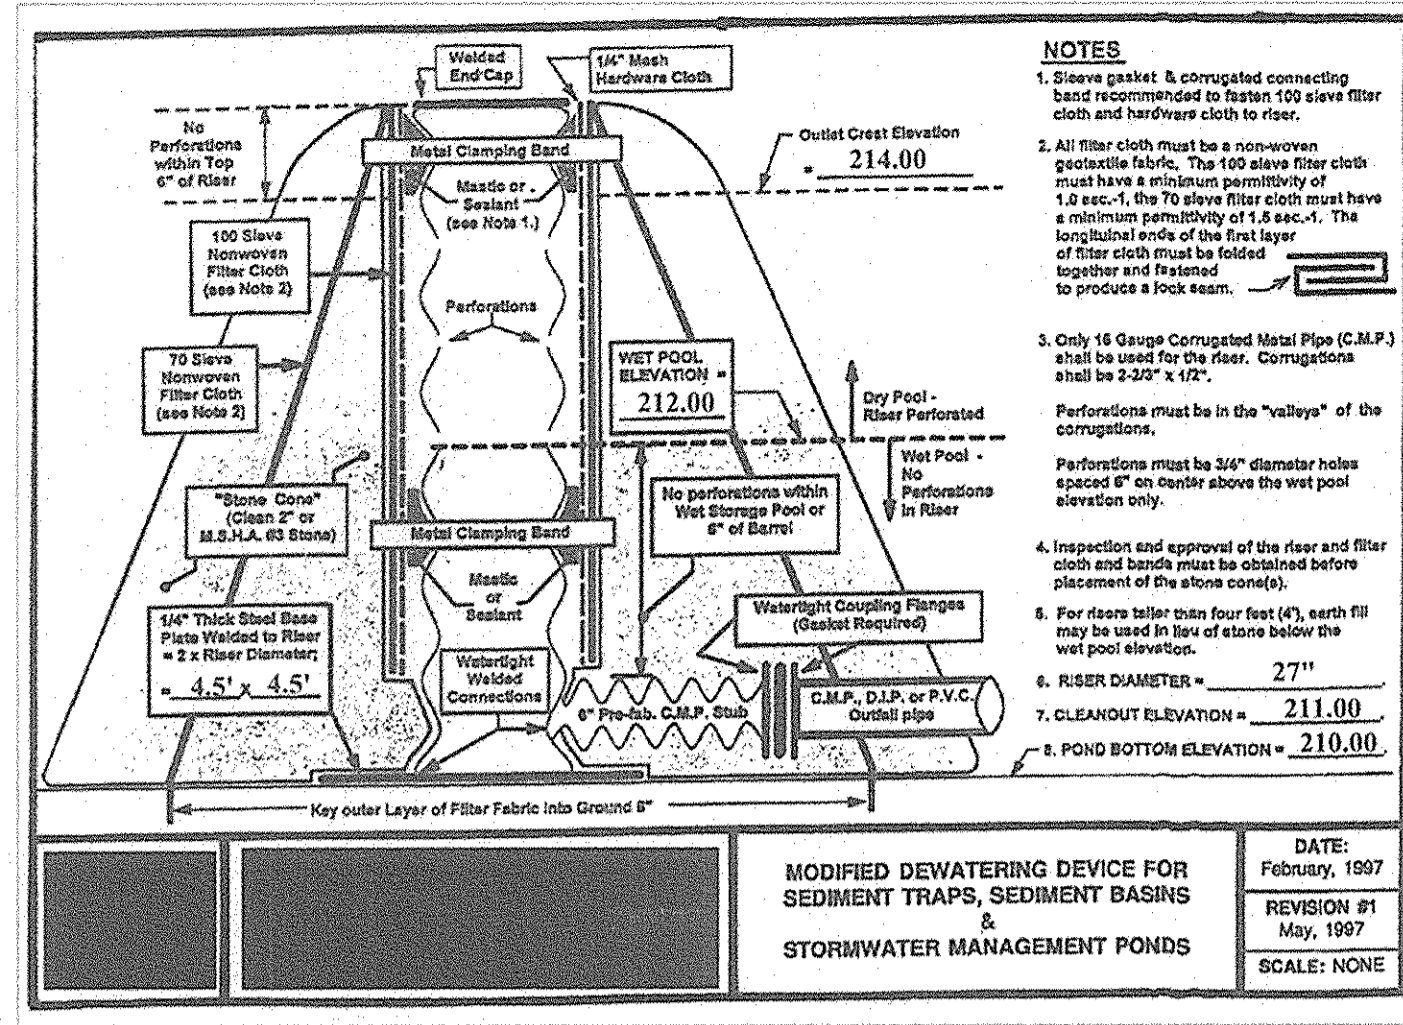 Welded
End Cap
1/4" Mesh
Hardware Cloth
No
Perforations
within Top
6" of Riser
Metal Clamping Band
Outlet Crest Elevation
= 214.00
Mastic or
Sealant
(see Note 1.)
100 Sieve
Nonwoven
Filter Cloth
(see Note 2)
Perforations
70 Sieve
Nonwoven
Filter Cloth
(see Note 2)
WET POOL
ELEVATION =
212.00
Dry Pool -
Riser Perforated
Wet Pool -
No
Perforations
in Riser
"Stone Cone"
(Clean 2" or
M.S.H.A. #3 Stone)
No perforations within
Wet Storage Pool or
6" of Barrel
Metal Clamping Band
Mastic
or
Sealant
1/4" Thick Steel Base
Plate Welded to Riser
= 2 x Riser Diameter;
= 4.5' x 4.5'
Watertight
Welded
Connections
Watertight Coupling Flanges
(Gasket Required)
6" Pre-fab. C.M.P. Stub
C.M.P., D.I.P. or P.V.C.
Outfall pipe
Key outer Layer of Filter Fabric into Ground 6"
NOTES
1. Sleeve gasket & corrugated connecting
band recommended to fasten 100 sieve filter
cloth and hardware cloth to riser.
2. All filter cloth must be a non-woven
geotextile fabric. The 100 sieve filter cloth
must have a minimum permittivity of
1.0 sec.-1, the 70 sieve filter cloth must have
a minimum permittivity of 1.5 sec.-1. The
longituinal ends of the first layer
of filter cloth must be folded
together and fastened
to produce a lock seam.
3. Only 16 Gauge Corrugated Metal Pipe (C.M.P.)
shall be used for the riser. Corrugations
shall be 2-2/3" x 1/2".
Perforations must be in the "valleys" of the
corrugations.
Perforations must be 3/4" diameter holes
spaced 6" on center above the wet pool
elevation only.
4. Inspection and approval of the riser and filter
cloth and bands must be obtained before
placement of the stone cone(s).
5. For risers taller than four feet (4'), earth fill
may be used in lieu of stone below the
wet pool elevation.
6. RISER DIAMETER = 27"
7. CLEANOUT ELEVATION = 211.00
8. POND BOTTOM ELEVATION = 210.00
MODIFIED DEWATERING DEVICE FOR
SEDIMENT TRAPS, SEDIMENT BASINS
&
STORMWATER MANAGEMENT PONDS
DATE:
February, 1997
REVISION #1
May, 1997
SCALE: NONE